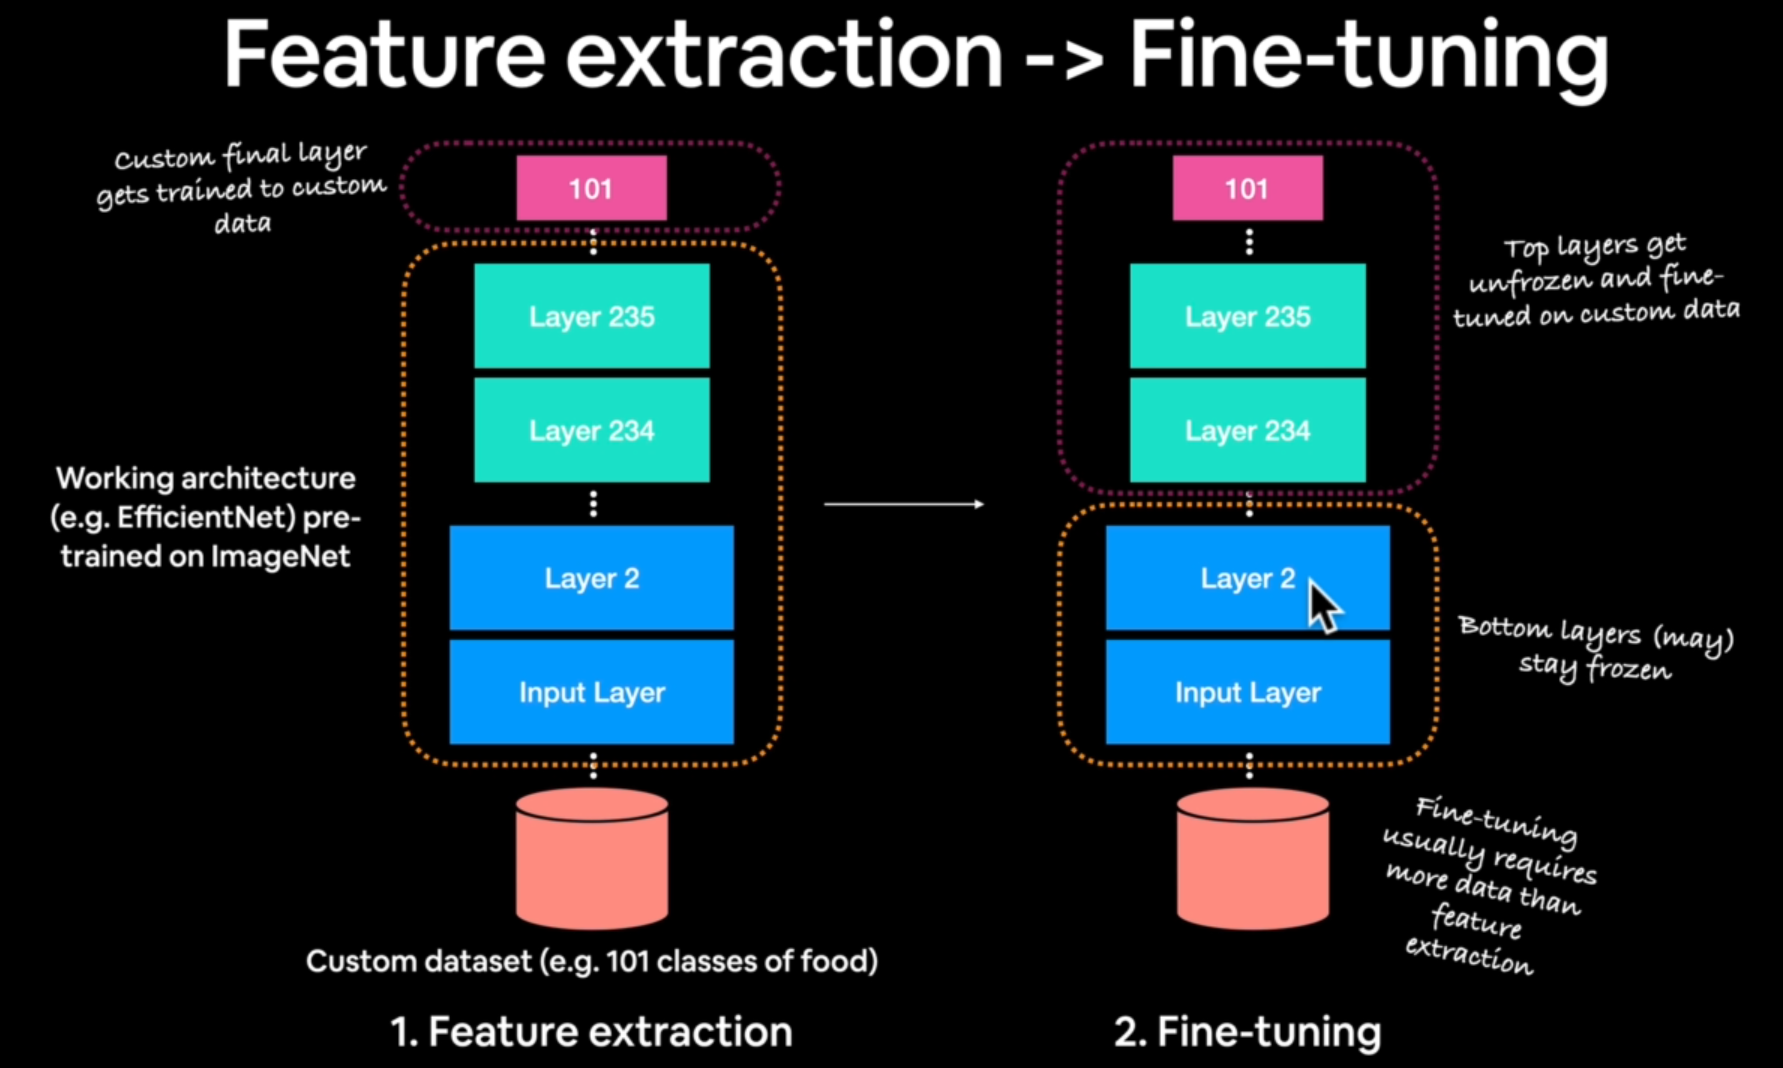 Feature extraction -> Fine-tuning
Custom final layer
gets trained to custom
data
101
Layer 235
Layer 234
Working architecture
(e.g. EfficientNet) pre-
trained on ImageNet
Layer 2
Input Layer
Custom dataset (e.g. 101 classes of food)
1. Feature extraction
101
Layer 235
Layer 234
Top layers get
unfrozen and fine-
tuned on custom data
Layer 2
Input Layer
Bottom layers (may)
stay frozen
Fine-tuning
usually requires
more data than
feature
extraction
2. Fine-tuning